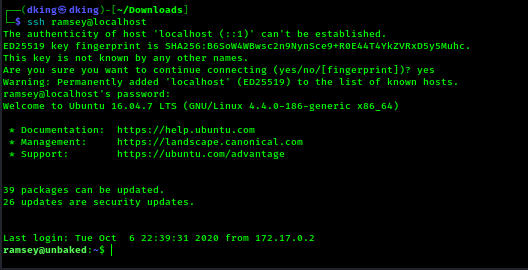 ┌──(dking㉿dking)-[~/Downloads]
└─$ ssh ramsey@localhost
The authenticity of host 'localhost (::1)' can't be established.
ED25519 key fingerprint is SHA256:B6SoW4WBwsc2n9NynSce9+R0E44T4YkZVRxD5y5Muhc.
This key is not known by any other names.
Are you sure you want to continue connecting (yes/no/[fingerprint])? yes
Warning: Permanently added 'localhost' (ED25519) to the list of known hosts.
ramsey@localhost's password:
Welcome to Ubuntu 16.04.7 LTS (GNU/Linux 4.4.0-186-generic x86_64)
* Documentation:  https://help.ubuntu.com
* Management:     https://landscape.canonical.com
* Support:        https://ubuntu.com/advantage
39 packages can be updated.
26 updates are security updates.
Last login: Tue Oct  6 22:39:31 2020 from 172.17.0.2
ramsey@unbaked:~$